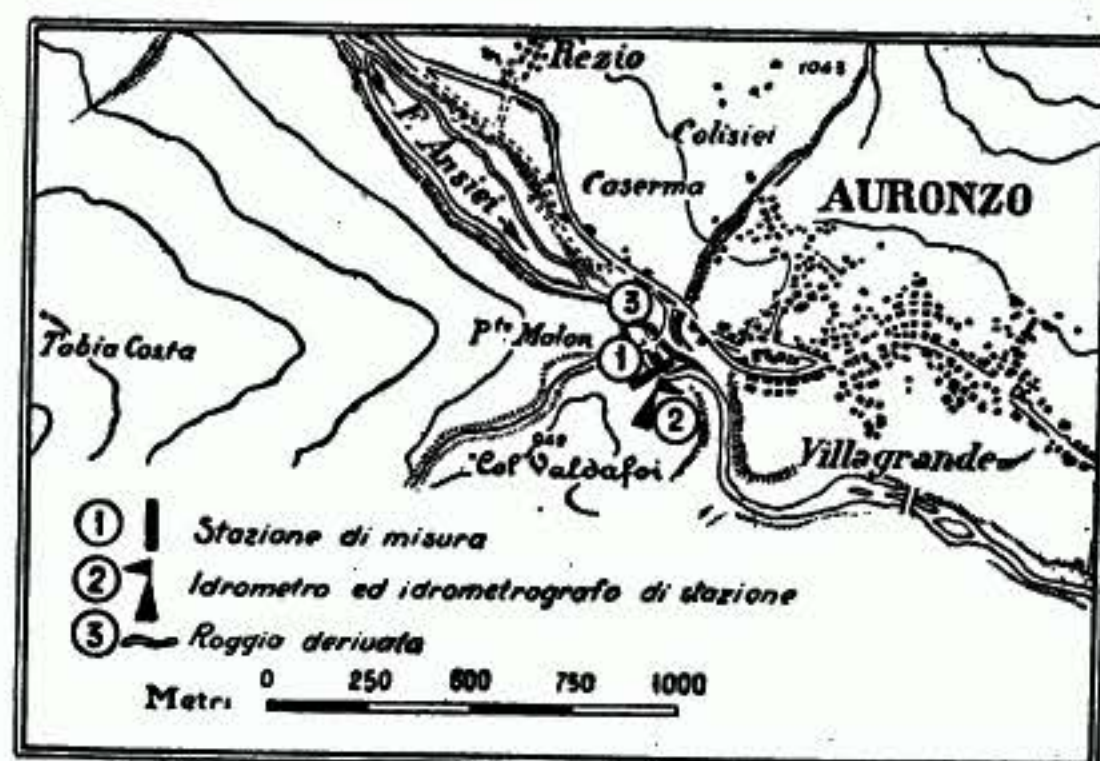 Rezio
1048
Colisiei
F. Ansiei
Caserma
AURONZO
3
Pte Malon
1
Tobia Costa
2
Col Valdafoi
Villagrande
1 Stazione di misura
2 Idrometro ed idrometrografo di stazione
3 Roggia derivata
Metri 0 250 500 750 1000